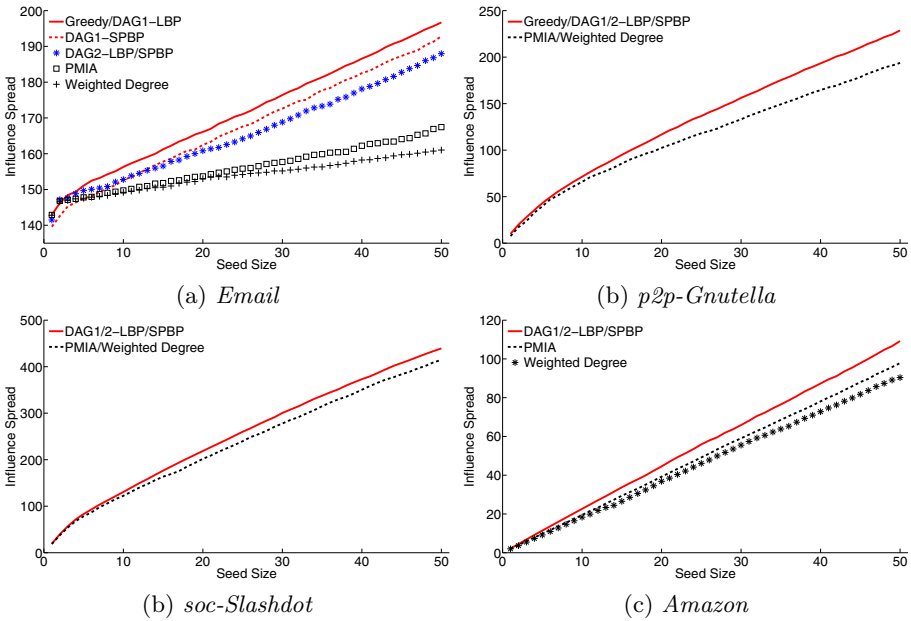 Greedy/DAG1−LBP
DAG1−SPBP
DAG2−LBP/SPBP
PMIA
Weighted Degree
200
190
180
170
160
150
140
Influence Spread
0 10 20 30 40 50
Seed Size
(a) Email
Greedy/DAG1/2−LBP/SPBP
PMIA/Weighted Degree
250
200
150
100
50
0
Influence Spread
0 10 20 30 40 50
Seed Size
(b) p2p-Gnutella
DAG1/2−LBP/SPBP
PMIA/Weighted Degree
500
400
300
200
100
0
Influence Spread
0 10 20 30 40 50
Seed Size
(b) soc-Slashdot
DAG1/2−LBP/SPBP
PMIA
Weighted Degree
120
100
80
60
40
20
0
Influence Spread
0 10 20 30 40 50
Seed Size
(c) Amazon